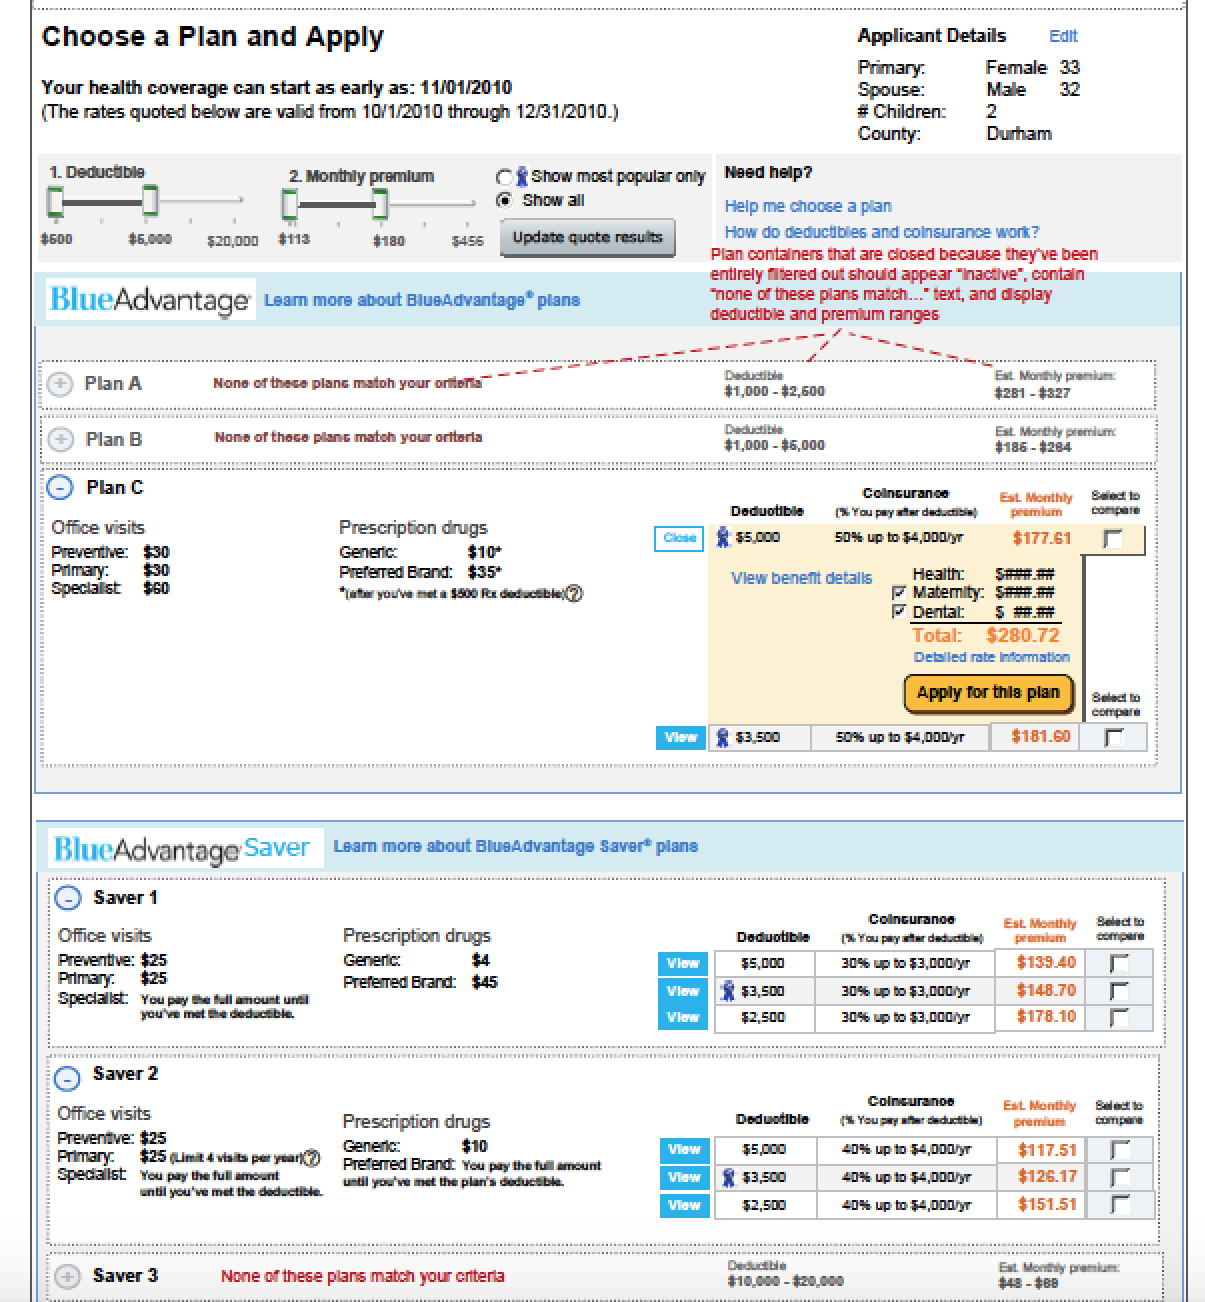 Choose a Plan and Apply
Your health coverage can start as early as: 11/01/2010
(The rates quoted below are valid from 10/1/2010 through 12/31/2010.)
Applicant Details Edit
Primary: Female 33
Spouse: Male 32
# Children: 2
County: Durham
1. Deductible
$500 $5,000 $20,000
2. Monthly premium
$113 $180 $456
Show most popular only
Show all
Update quote results
Need help?
Help me choose a plan
How do deductibles and coinsurance work?
Plan containers that are closed because they've been
entirely filtered out should appear "inactive", contain
"none of these plans match..." text, and display
deductible and premium ranges
BlueAdvantage Learn more about BlueAdvantage® plans
Plan A None of these plans match your criteria
Deductible
$1,000 - $2,500
Est. Monthly premium:
$281 - $327
Plan B None of these plans match your criteria
Deductible
$1,000 - $5,000
Est. Monthly premium:
$185 - $264
Plan C
Office visits
Preventive: $30
Primary: $30
Specialist: $60
Prescription drugs
Generic: $10*
Preferred Brand: $35*
*(after you've met a $500 Rx deductible)?
Deductible
Coinsurance
(% You pay after deductible)
Est. Monthly
premium
Select to
compare
Close $5,000 50% up to $4,000/yr $177.61
View benefit details
Health: $###.##
Maternity: $###.##
Dental: $ ##.##
Total: $280.72
Detailed rate information
Apply for this plan
Select to
compare
View $3,500 50% up to $4,000/yr $181.60
BlueAdvantage Saver Learn more about BlueAdvantage Saver® plans
Saver 1
Office visits
Preventive: $25
Primary: $25
Specialist: You pay the full amount until
you've met the deductible.
Prescription drugs
Generic: $4
Preferred Brand: $45
Deductible
Coinsurance
(% You pay after deductible)
Est. Monthly
premium
Select to
compare
View $5,000 30% up to $3,000/yr $139.40
View $3,500 30% up to $3,000/yr $148.70
View $2,500 30% up to $3,000/yr $178.10
Saver 2
Office visits
Preventive: $25
Primary: $25 (Limit 4 visits per year)?
Specialist: You pay the full amount
until you've met the deductible.
Prescription drugs
Generic: $10
Preferred Brand: You pay the full amount
until you've met the plan's deductible.
Deductible
Coinsurance
(% You pay after deductible)
Est. Monthly
premium
Select to
compare
View $5,000 40% up to $4,000/yr $117.51
View $3,500 40% up to $4,000/yr $126.17
View $2,500 40% up to $4,000/yr $151.51
Saver 3 None of these plans match your criteria
Deductible
$10,000 - $20,000
Est. Monthly premium: